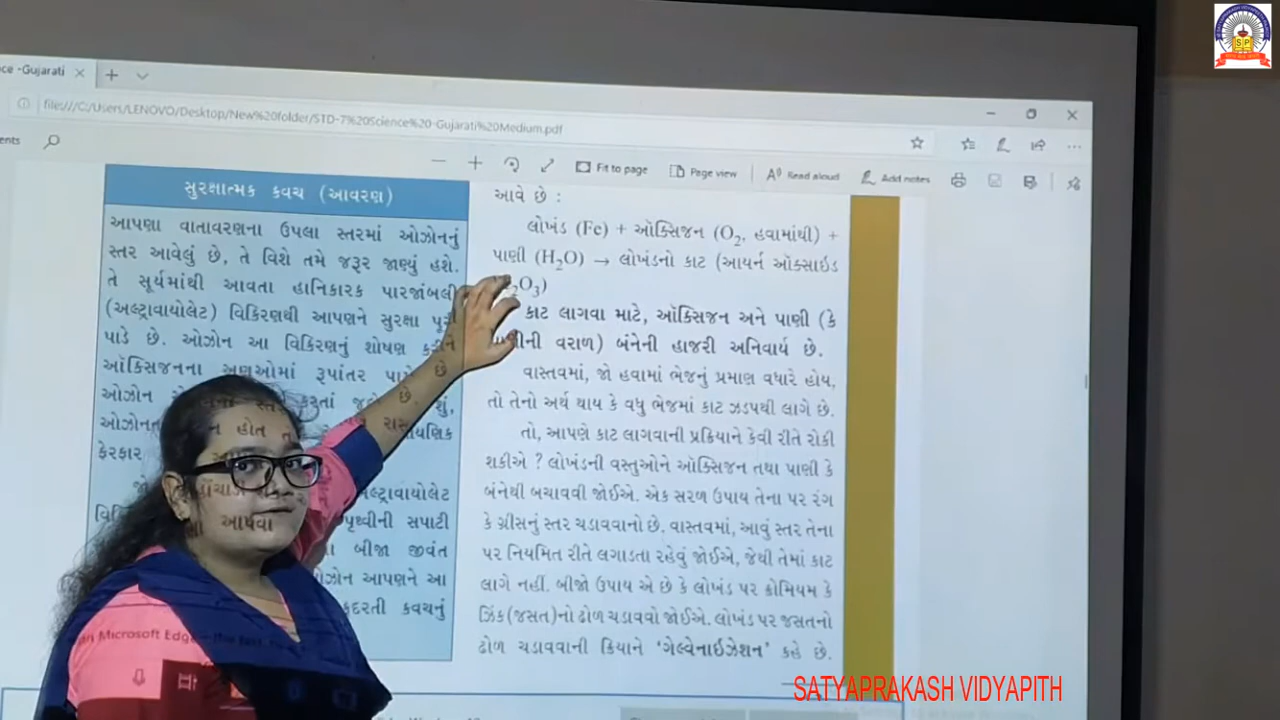 ce -Gujarati
file:///C:/Users/LENOVO/Desktop/New%20folder/STD-7%20Science%20-Gujarati%20Medium.pdf
ents
Fit to page
Page view
Read aloud
Add notes
સુરક્ષાત્મક કવચ (આવરણ)
આપણા વાતાવરણના ઉપલા સ્તરમાં ઓઝોનનું
સ્તર આવેલું છે, તે વિશે તમે જરૂર જાણ્યું હશે.
તે સૂર્યમાંથી આવતા હાનિકારક પારજાંબલી
(અલ્ટ્રાવાયોલેટ) વિકિરણથી આપણને સુરક્ષા પૂરી
પાડે છે. ઓઝોન આ વિકિરણનું શોષણ કરીને
ઑક્સિજનના અણુઓમાં રૂપાંતર પામે છે
ઓઝોન
ફેરકાર
અલ્ટ્રાવાયોલેટ
પૃથ્વીની સપાટી
બીજા જીવંત
ઓઝોન આપણને આ
કુદરતી કવચનું
આવે છે :
લોખંડ (Fe) + ઑક્સિજન (O₂, હવામાંથી) +
પાણી (H₂O) → લોખંડનો કાટ (આયર્ન ઑક્સાઇડ
₂O₃)
કાટ લાગવા માટે, ઑક્સિજન અને પાણી (કે
વરાળ) બંનેની હાજરી અનિવાર્ય છે.
વાસ્તવમાં, જો હવામાં ભેજનું પ્રમાણ વધારે હોય,
તો તેનો અર્થ થાય કે વધુ ભેજમાં કાટ ઝડપથી લાગે છે.
તો, આપણે કાટ લાગવાની પ્રક્રિયાને કેવી રીતે રોકી
શકીએ ? લોખંડની વસ્તુઓને ઑક્સિજન તથા પાણી કે
બંનેથી બચાવવી જોઈએ. એક સરળ ઉપાય તેના પર રંગ
કે ગ્રીસનું સ્તર ચડાવવાનો છે. વાસ્તવમાં, આવું સ્તર તેના
પર નિયમિત રીતે લગાડતા રહેવું જોઈએ, જેથી તેમાં કાટ
લાગે નહીં. બીજો ઉપાય એ છે કે લોખંડ પર ક્રોમિયમ કે
ઝિંક(જસત)નો ઢોળ ચડાવવો જોઈએ. લોખંડ પર જસતનો
ઢોળ ચડાવવાની ક્રિયાને ‘ગેલ્વેનાઇઝેશન’ કહે છે.
SATYAPRAKASH VIDYAPITH